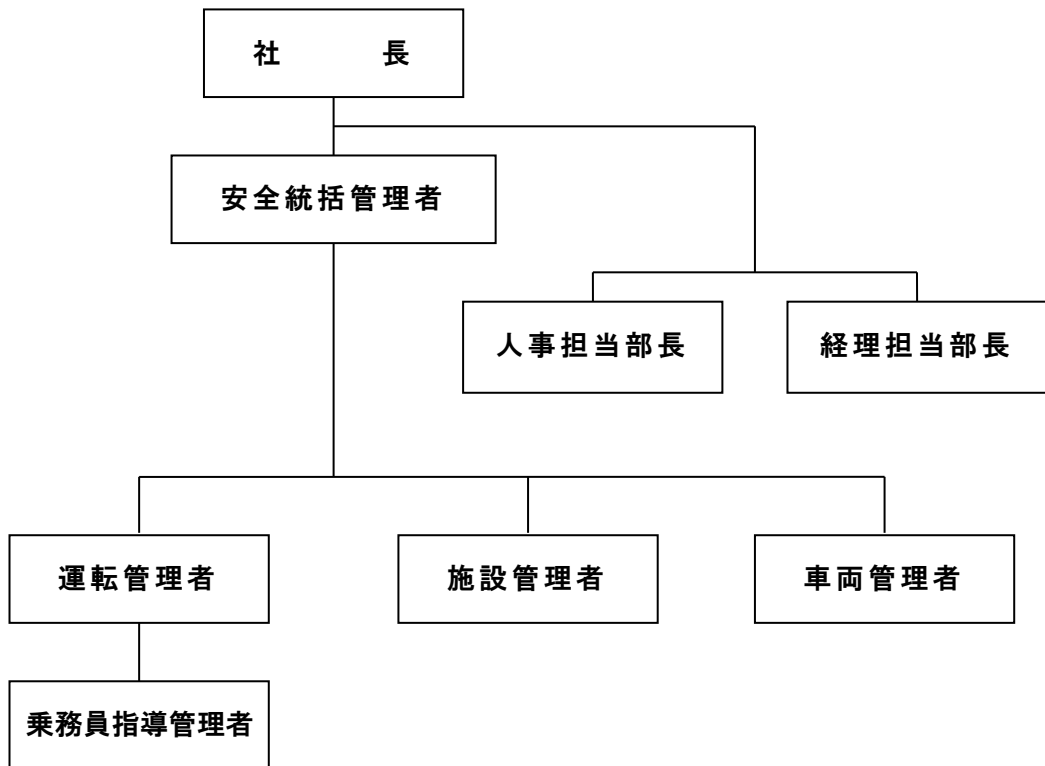 社　　　長
安全統括管理者
人事担当部長
経理担当部長
運転管理者
施設管理者
車両管理者
乗務員指導管理者